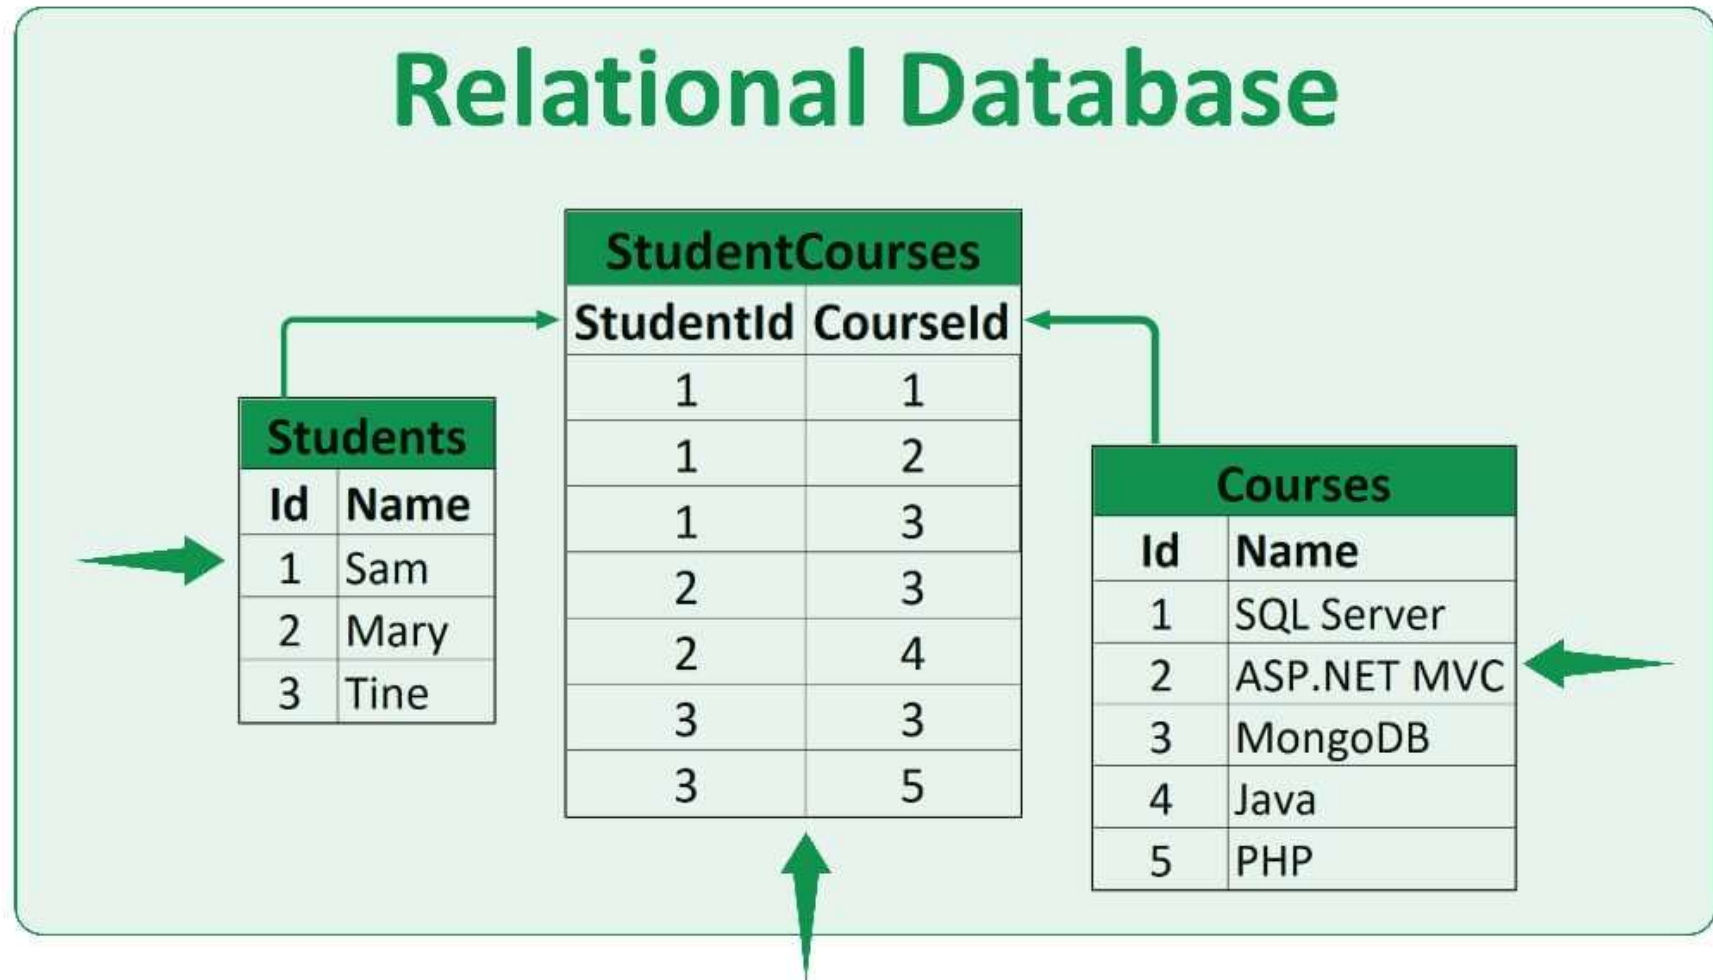 Relational Database
StudentCourses
StudentId CourseId
1 1
1 2
1 3
2 3
2 4
3 3
3 5
Students
Id Name
1 Sam
2 Mary
3 Tine
Courses
Id Name
1 SQL Server
2 ASP.NET MVC
3 MongoDB
4 Java
5 PHP